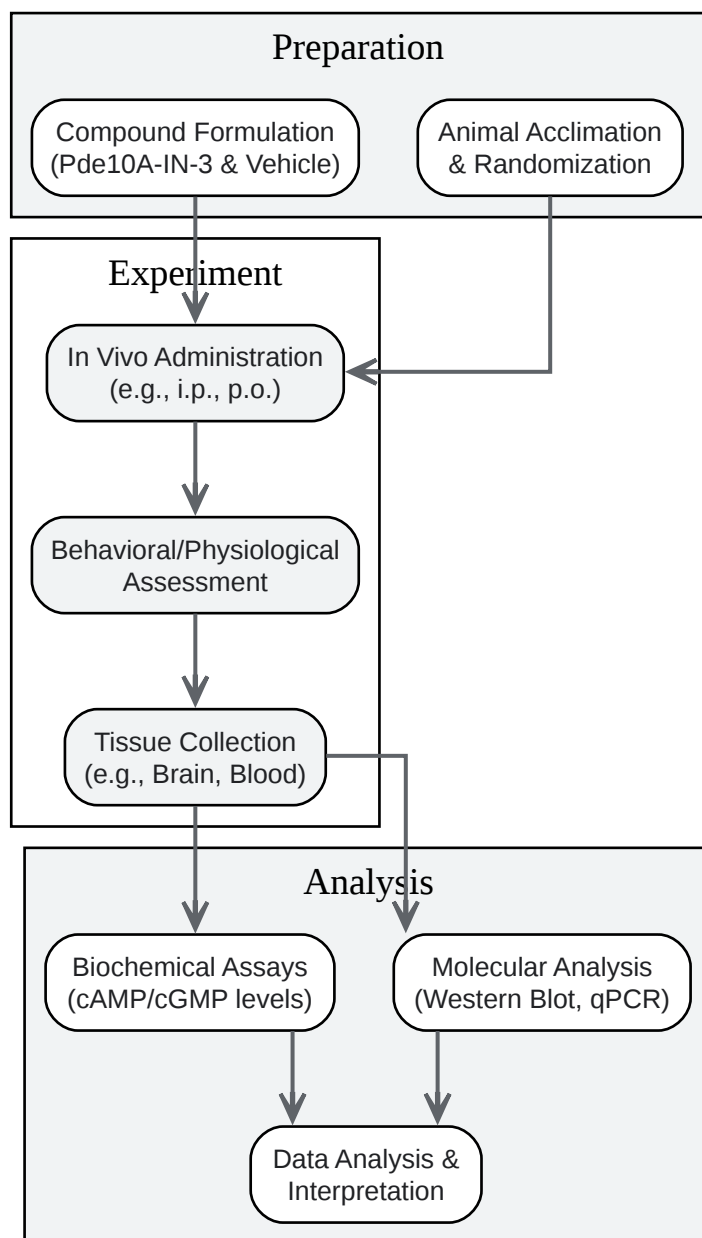 Preparation
Compound Formulation
(Pde10A-IN-3 & Vehicle)
Animal Acclimation
& Randomization
Experiment
In Vivo Administration
(e.g., i.p., p.o.)
Behavioral/Physiological
Assessment
Tissue Collection
(e.g., Brain, Blood)
Analysis
Biochemical Assays
(cAMP/cGMP levels)
Molecular Analysis
(Western Blot, qPCR)
Data Analysis &
Interpretation